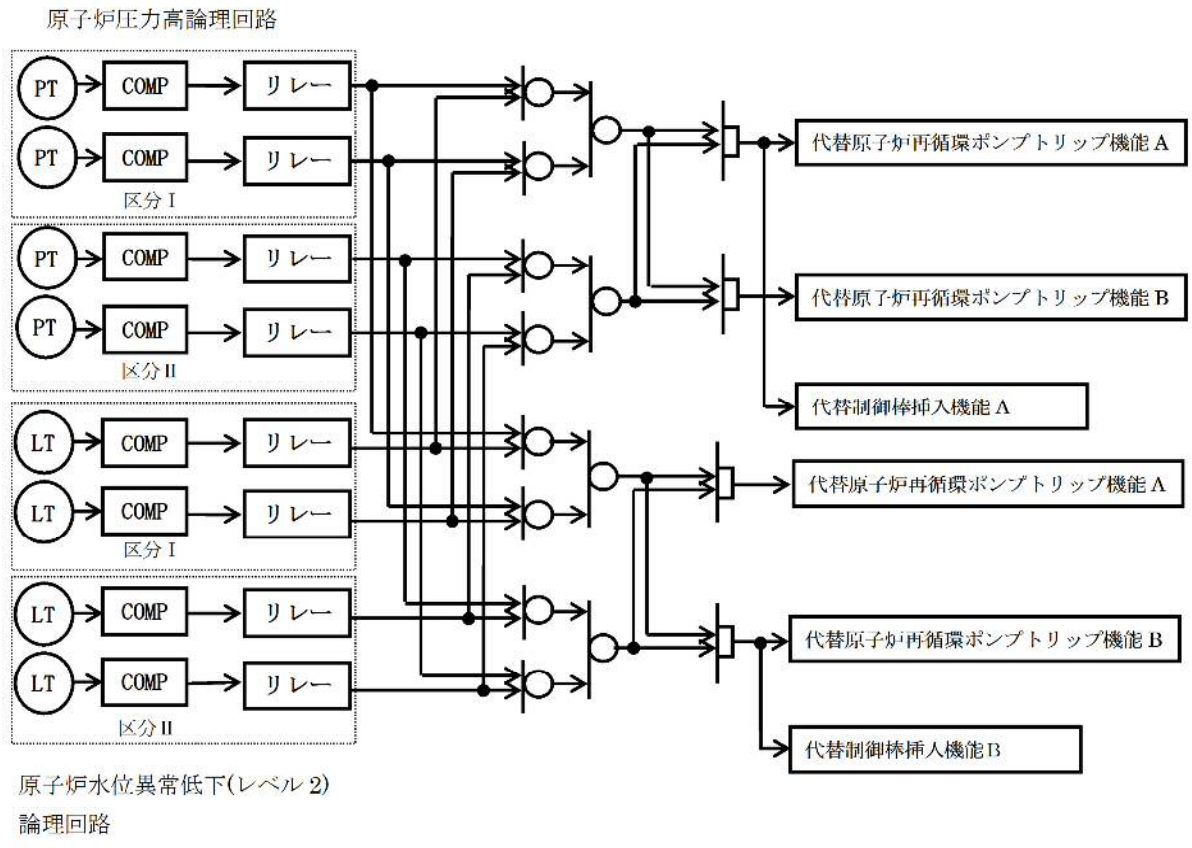 原子炉圧力高論理回路
PT COMP リレー
PT COMP リレー
区分Ⅰ
PT COMP リレー
PT COMP リレー
区分Ⅱ
LT COMP リレー
LT COMP リレー
区分Ⅰ
LT COMP リレー
LT COMP リレー
区分Ⅱ
原子炉水位異常低下(レベル2)
論理回路
代替原子炉再循環ポンプトリップ機能A
代替原子炉再循環ポンプトリップ機能B
代替制御棒挿入機能A
代替原子炉再循環ポンプトリップ機能A
代替原子炉再循環ポンプトリップ機能B
代替制御棒挿入機能B